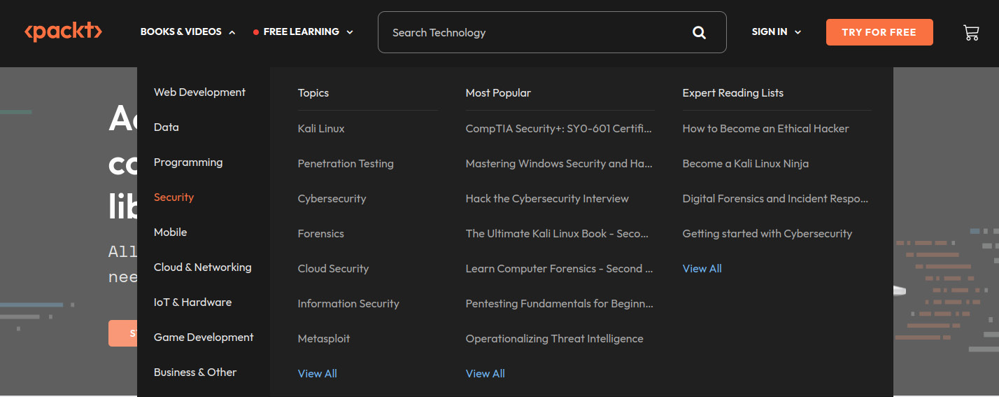 <packt>
BOOKS & VIDEOS
FREE LEARNING
Search Technology
SIGN IN
TRY FOR FREE
Web Development
Data
Programming
Security
Mobile
Cloud & Networking
IoT & Hardware
Game Development
Business & Other
Topics
Kali Linux
Penetration Testing
Cybersecurity
Forensics
Cloud Security
Information Security
Metasploit
View All
Most Popular
CompTIA Security+: SY0-601 Certifi...
Mastering Windows Security and Ha...
Hack the Cybersecurity Interview
The Ultimate Kali Linux Book - Seco...
Learn Computer Forensics - Second ...
Pentesting Fundamentals for Beginn...
Operationalizing Threat Intelligence
View All
Expert Reading Lists
How to Become an Ethical Hacker
Become a Kali Linux Ninja
Digital Forensics and Incident Respo...
Getting started with Cybersecurity
View All
All